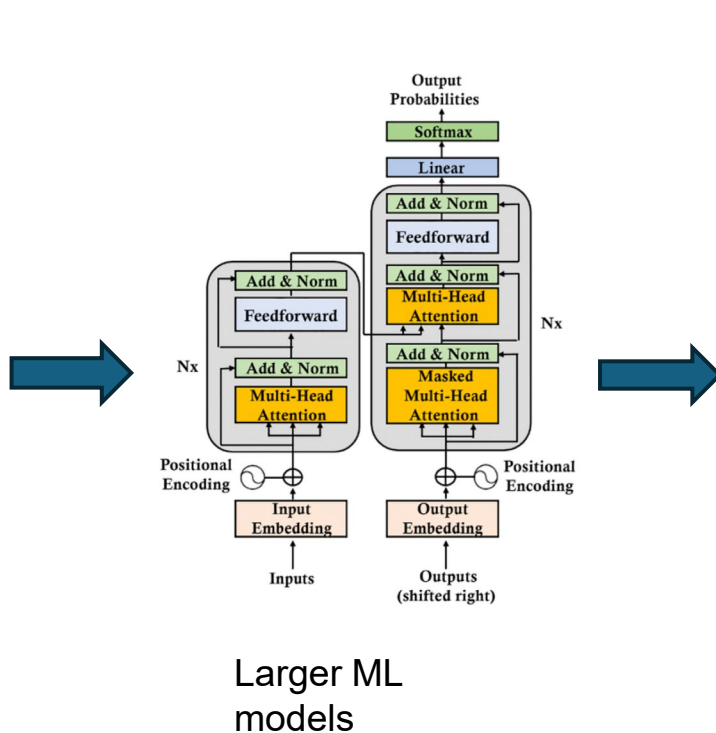 Output
Probabilities
Softmax
Linear
Add & Norm
Feedforward
Add & Norm
Multi-Head
Attention
Add & Norm
Masked
Multi-Head
Attention
Nx
Positional
Encoding
Output
Embedding
Outputs
(shifted right)
Add & Norm
Feedforward
Add & Norm
Multi-Head
Attention
Nx
Positional
Encoding
Input
Embedding
Inputs
Larger ML
models